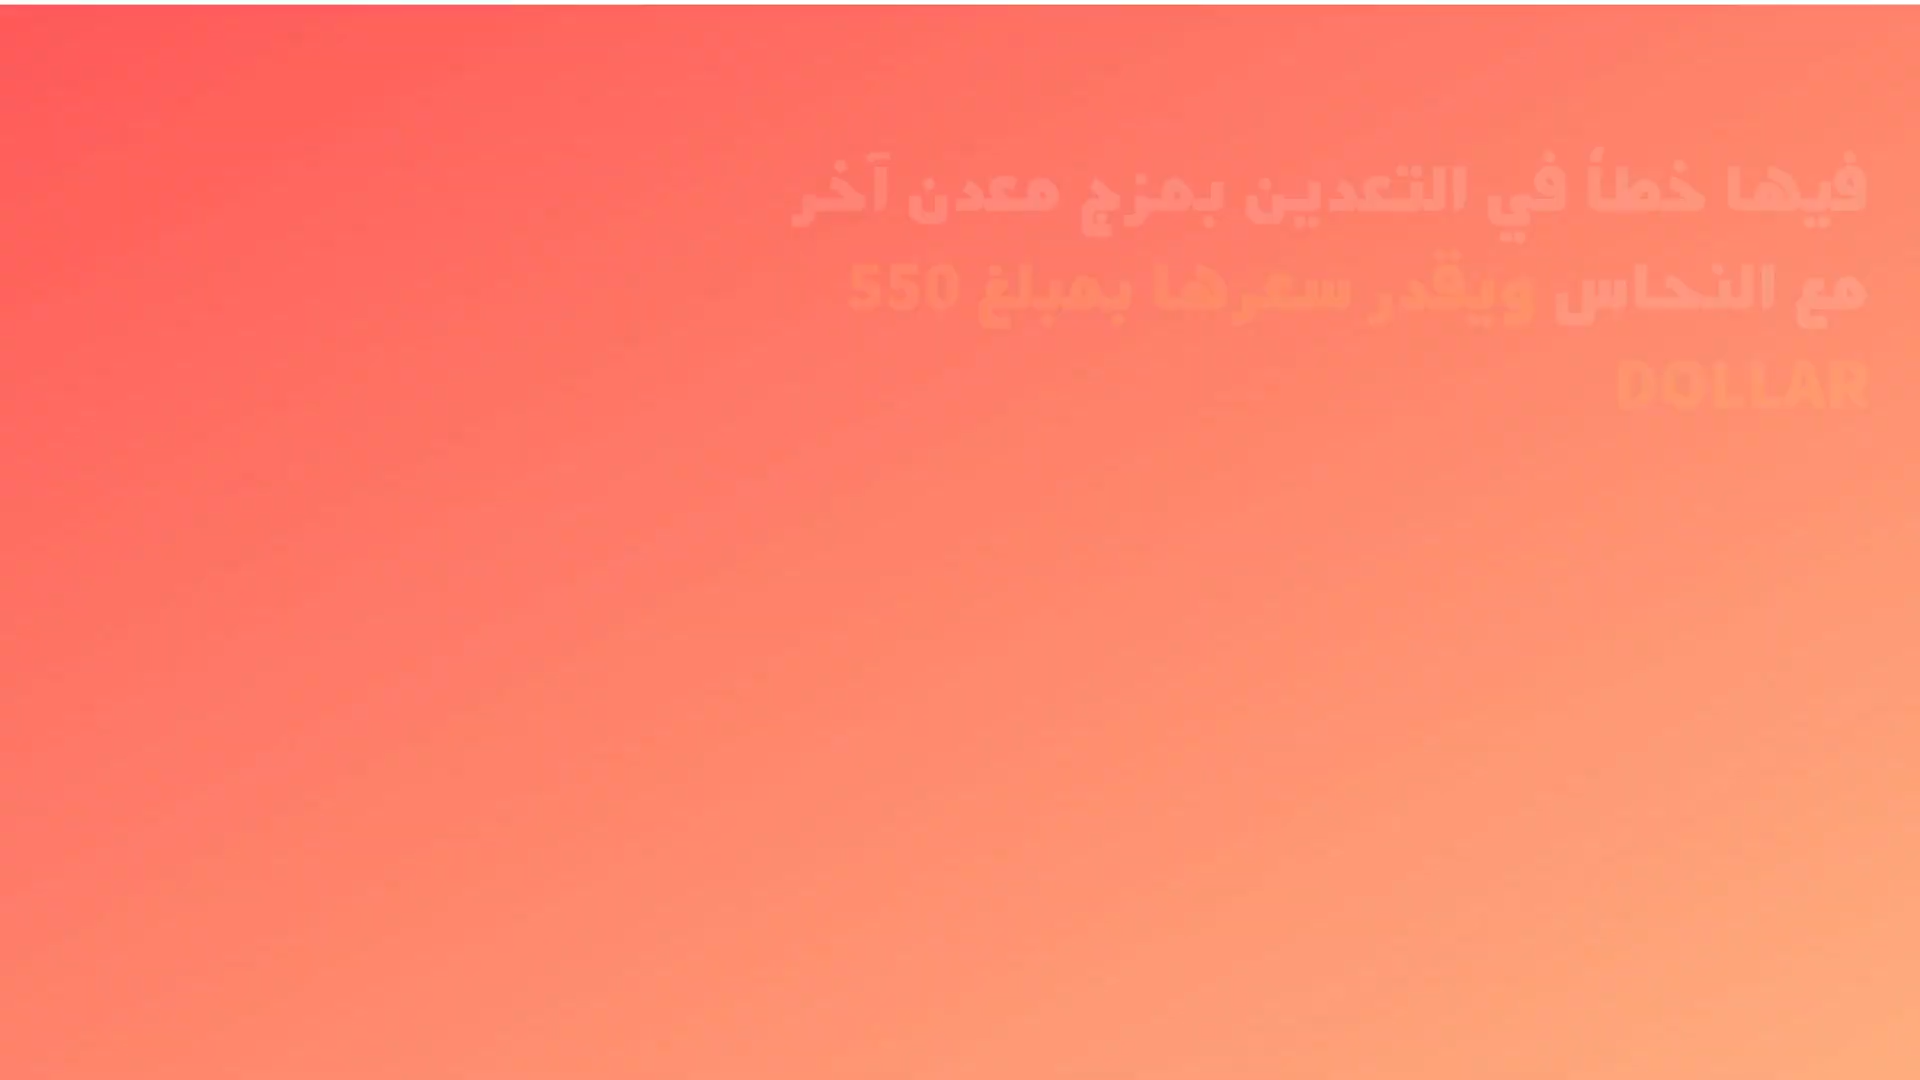 فيها خطأ في التعدين بمزج معدن آخر
مع النحاس ويقدر سعرها بمبلغ 550
DOLLAR